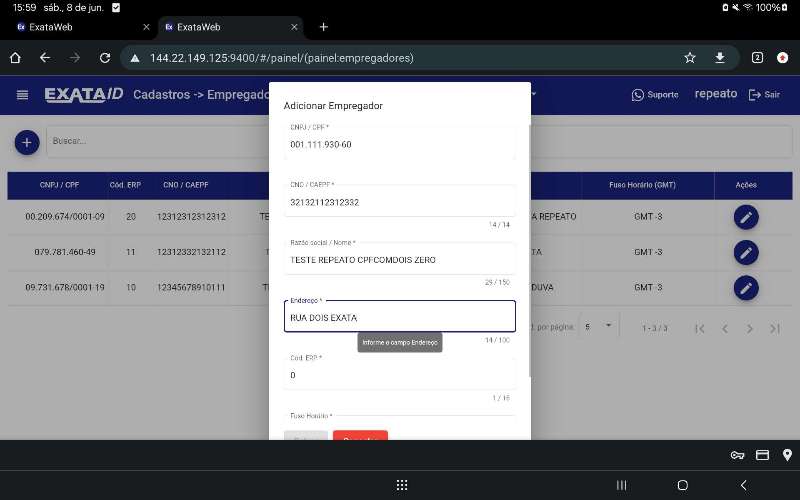 15:59 sáb., 8 de jun.
100%
ExataWeb
ExataWeb
144.22.149.125:9400/#/painel/(painel:empregadores)
2
EXATA ID
Cadastros -> Empregado
Suporte
repeato
Sair
Buscar...
CNPJ / CPF
Cód. ERP
CNO / CAEPF
Fuso Horário (GMT)
Ações
00.209.674/0001-09 20 12312312312312 TE A REPEATO GMT -3
079.781.460-49 11 12312332132112 TA GMT -3
09.731.678/0001-19 10 12345678910111 DUVA GMT -3
. por página: 5 1 - 3 / 3
Adicionar Empregador
CNPJ / CPF *
001.111.930-60
CNO / CAEPF *
32132112312332
14 / 14
Razão social / Nome *
TESTE REPEATO CPFCOMDOIS ZERO
29 / 150
Endereço *
RUA DOIS EXATA
Informe o campo Endereço
14 / 100
Cód. ERP *
0
1 / 18
Fuso Horário *